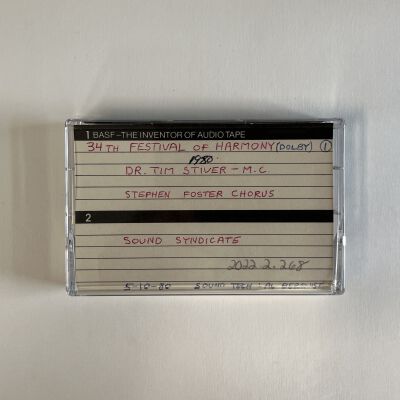 1 BASF–THE INVENTOR OF AUDIO TAPE
34TH FESTIVAL OF HARMONY (DOLBY) 1
1980
DR. TIM STIVER – M.C.
STEPHEN FOSTER CHORUS
2
SOUND SYNDICATE
2022.2.268
5-10-80 SOUND TECH: AL